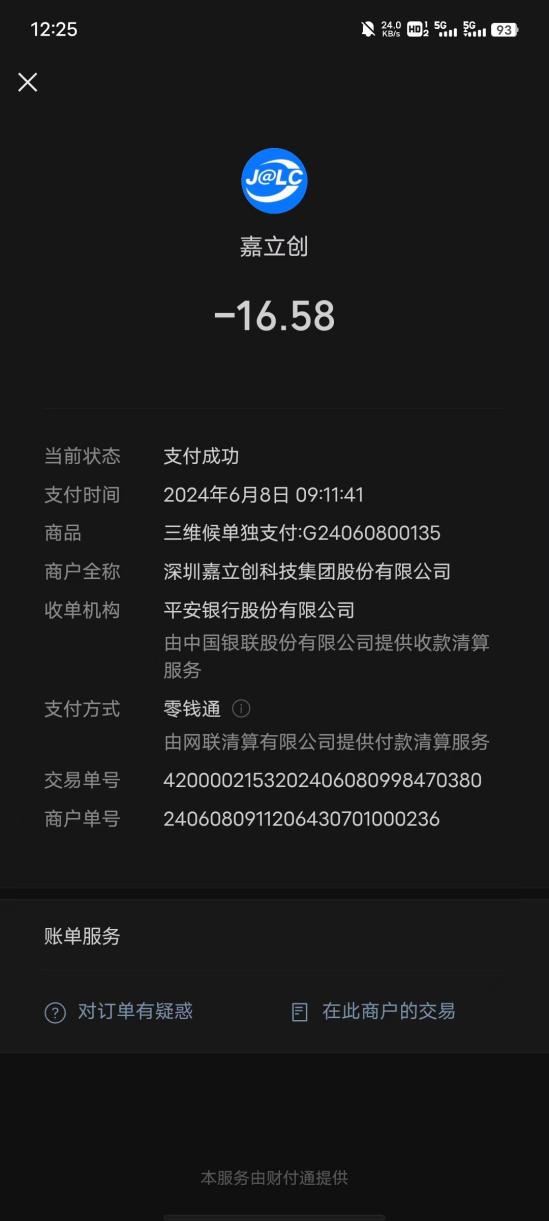 12:25
24.0 KB/s HD 1 2 5G 5G 93
J@LC
嘉立创
-16.58
当前状态 支付成功
支付时间 2024年6月8日 09:11:41
商品 三维候单独支付:G24060800135
商户全称 深圳嘉立创科技集团股份有限公司
收单机构 平安银行股份有限公司
由中国银联股份有限公司提供收款清算
服务
支付方式 零钱通
由网联清算有限公司提供付款清算服务
交易单号 4200002153202406080998470380
商户单号 2406080911206430701000236
账单服务
对订单有疑惑 在此商户的交易
本服务由财付通提供